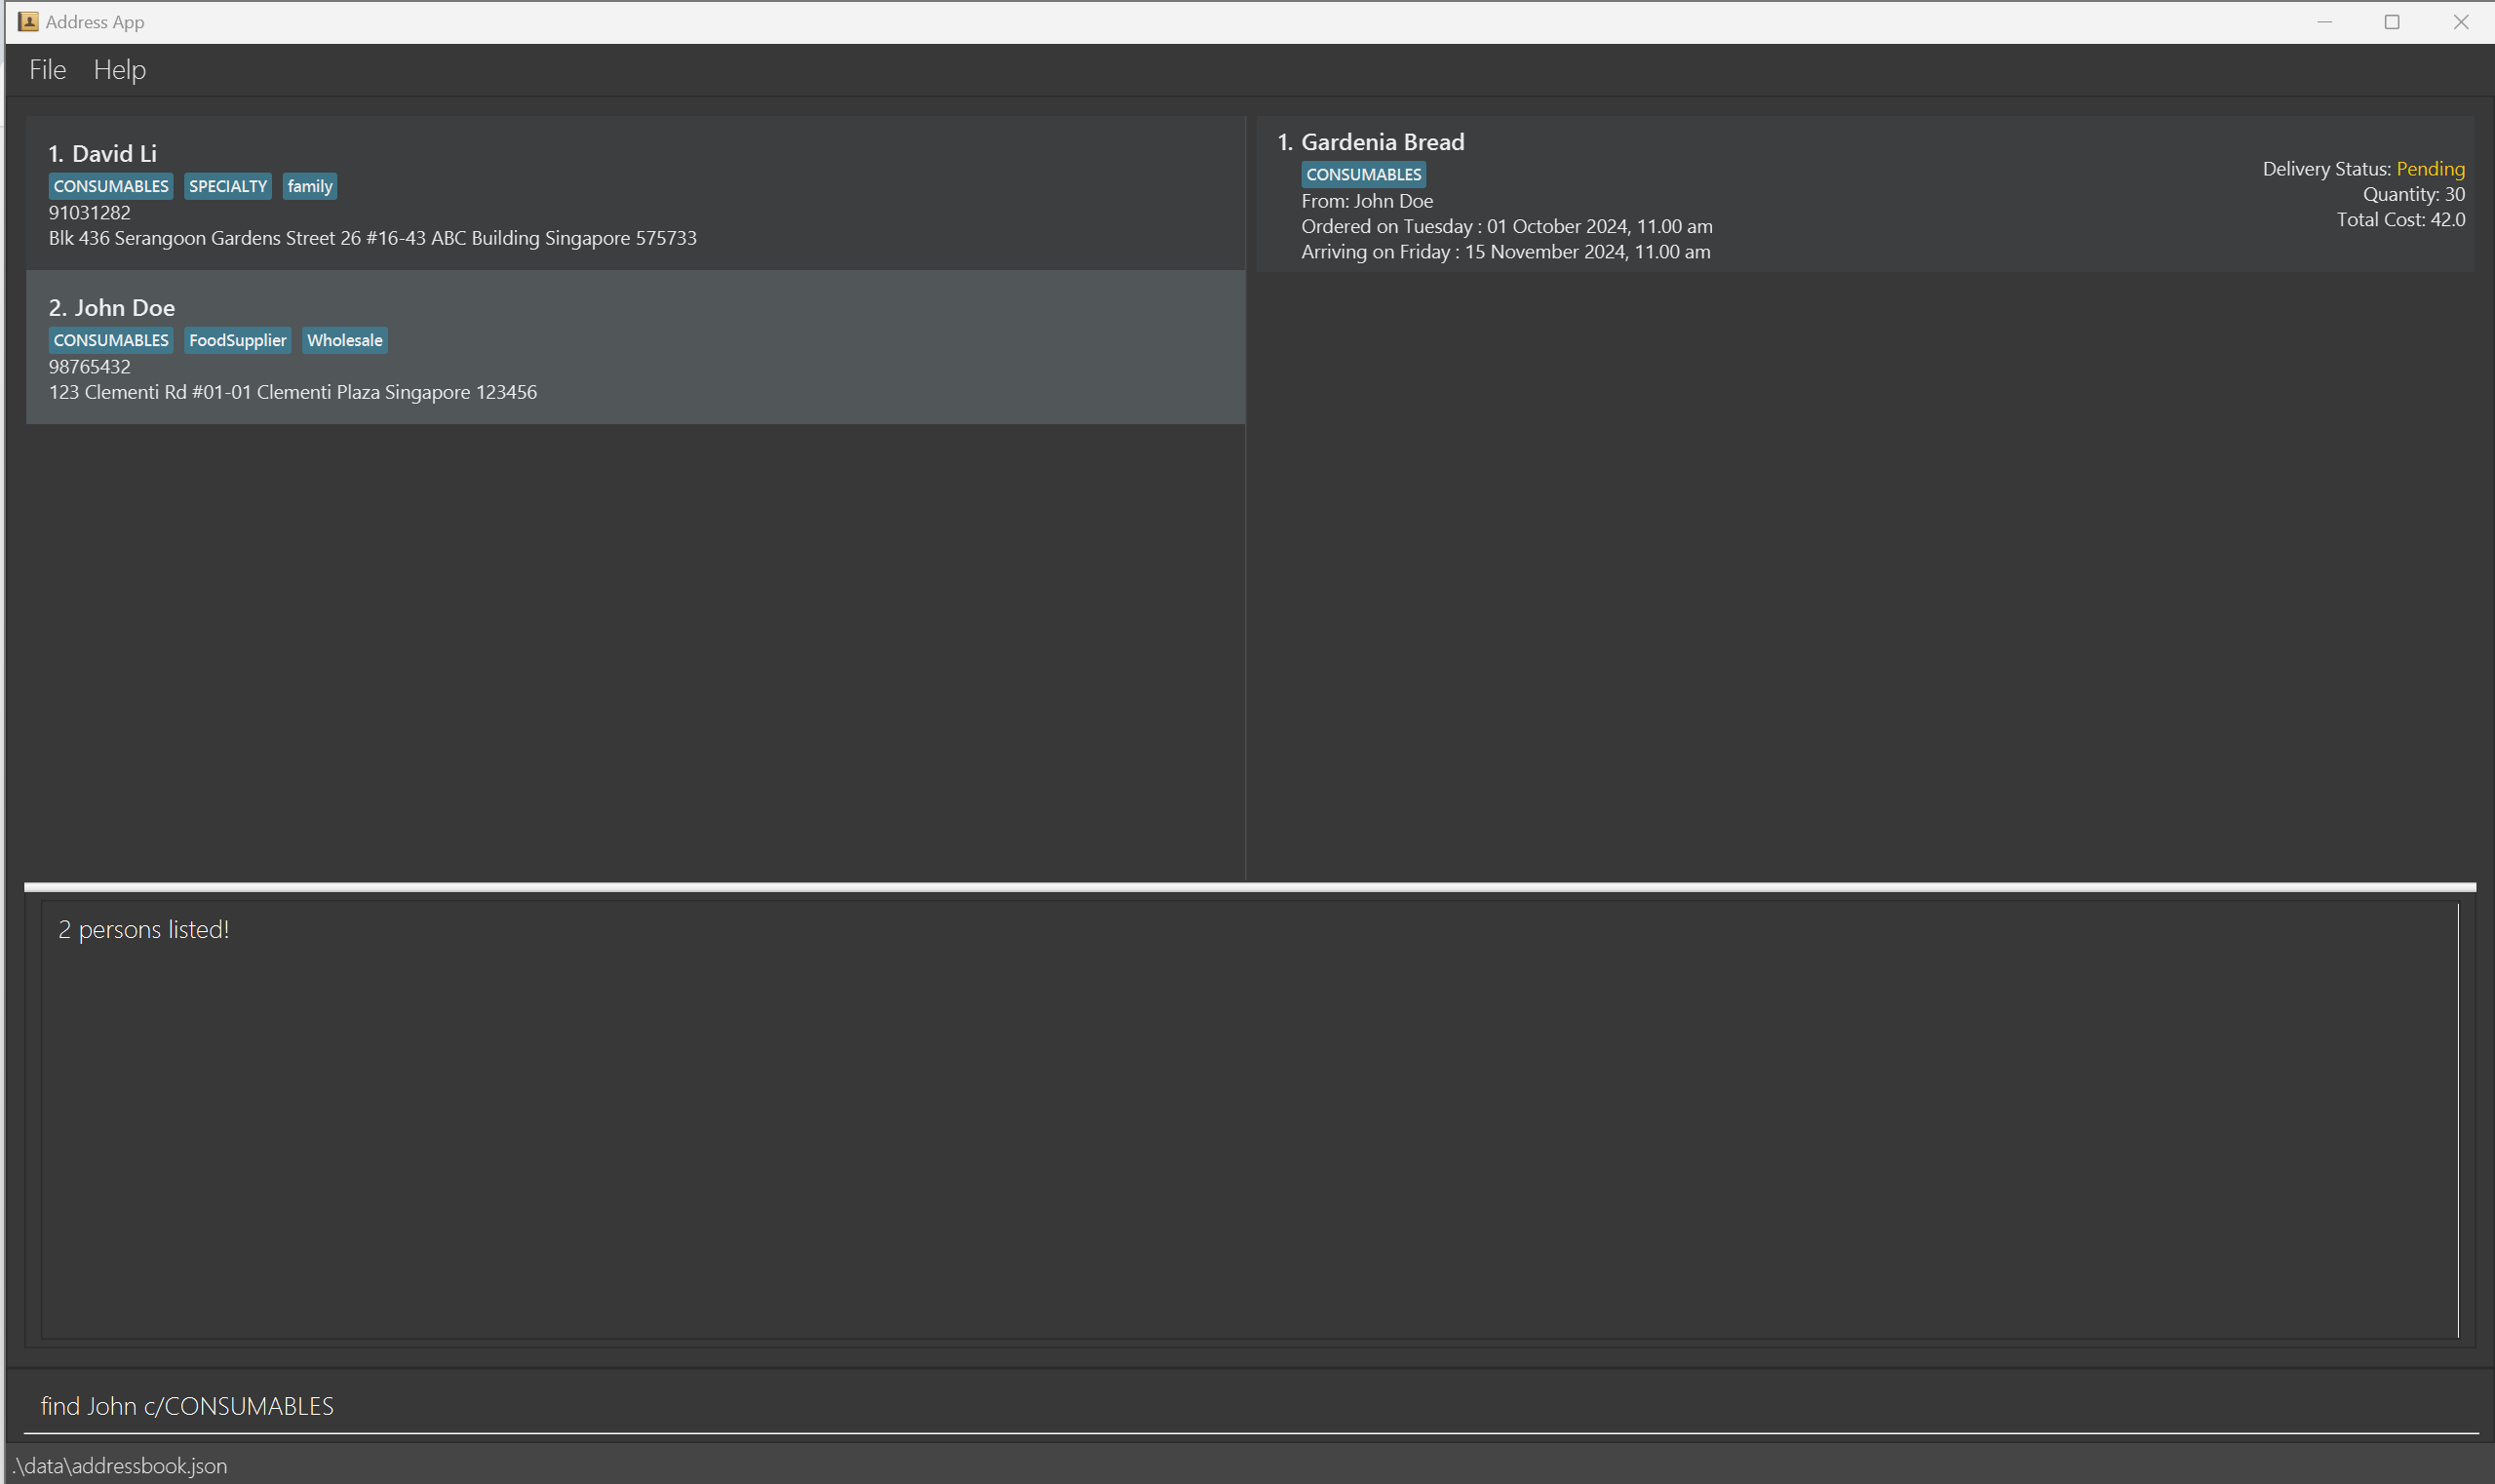 Address App
File Help
1. David Li
CONSUMABLES SPECIALTY family
91031282
Blk 436 Serangoon Gardens Street 26 #16-43 ABC Building Singapore 575733
2. John Doe
CONSUMABLES FoodSupplier Wholesale
98765432
123 Clementi Rd #01-01 Clementi Plaza Singapore 123456
1. Gardenia Bread
CONSUMABLES
From: John Doe
Ordered on Tuesday : 01 October 2024, 11.00 am
Arriving on Friday : 15 November 2024, 11.00 am
Delivery Status: Pending
Quantity: 30
Total Cost: 42.0
2 persons listed!
find John c/CONSUMABLES
.\data\addressbook.json